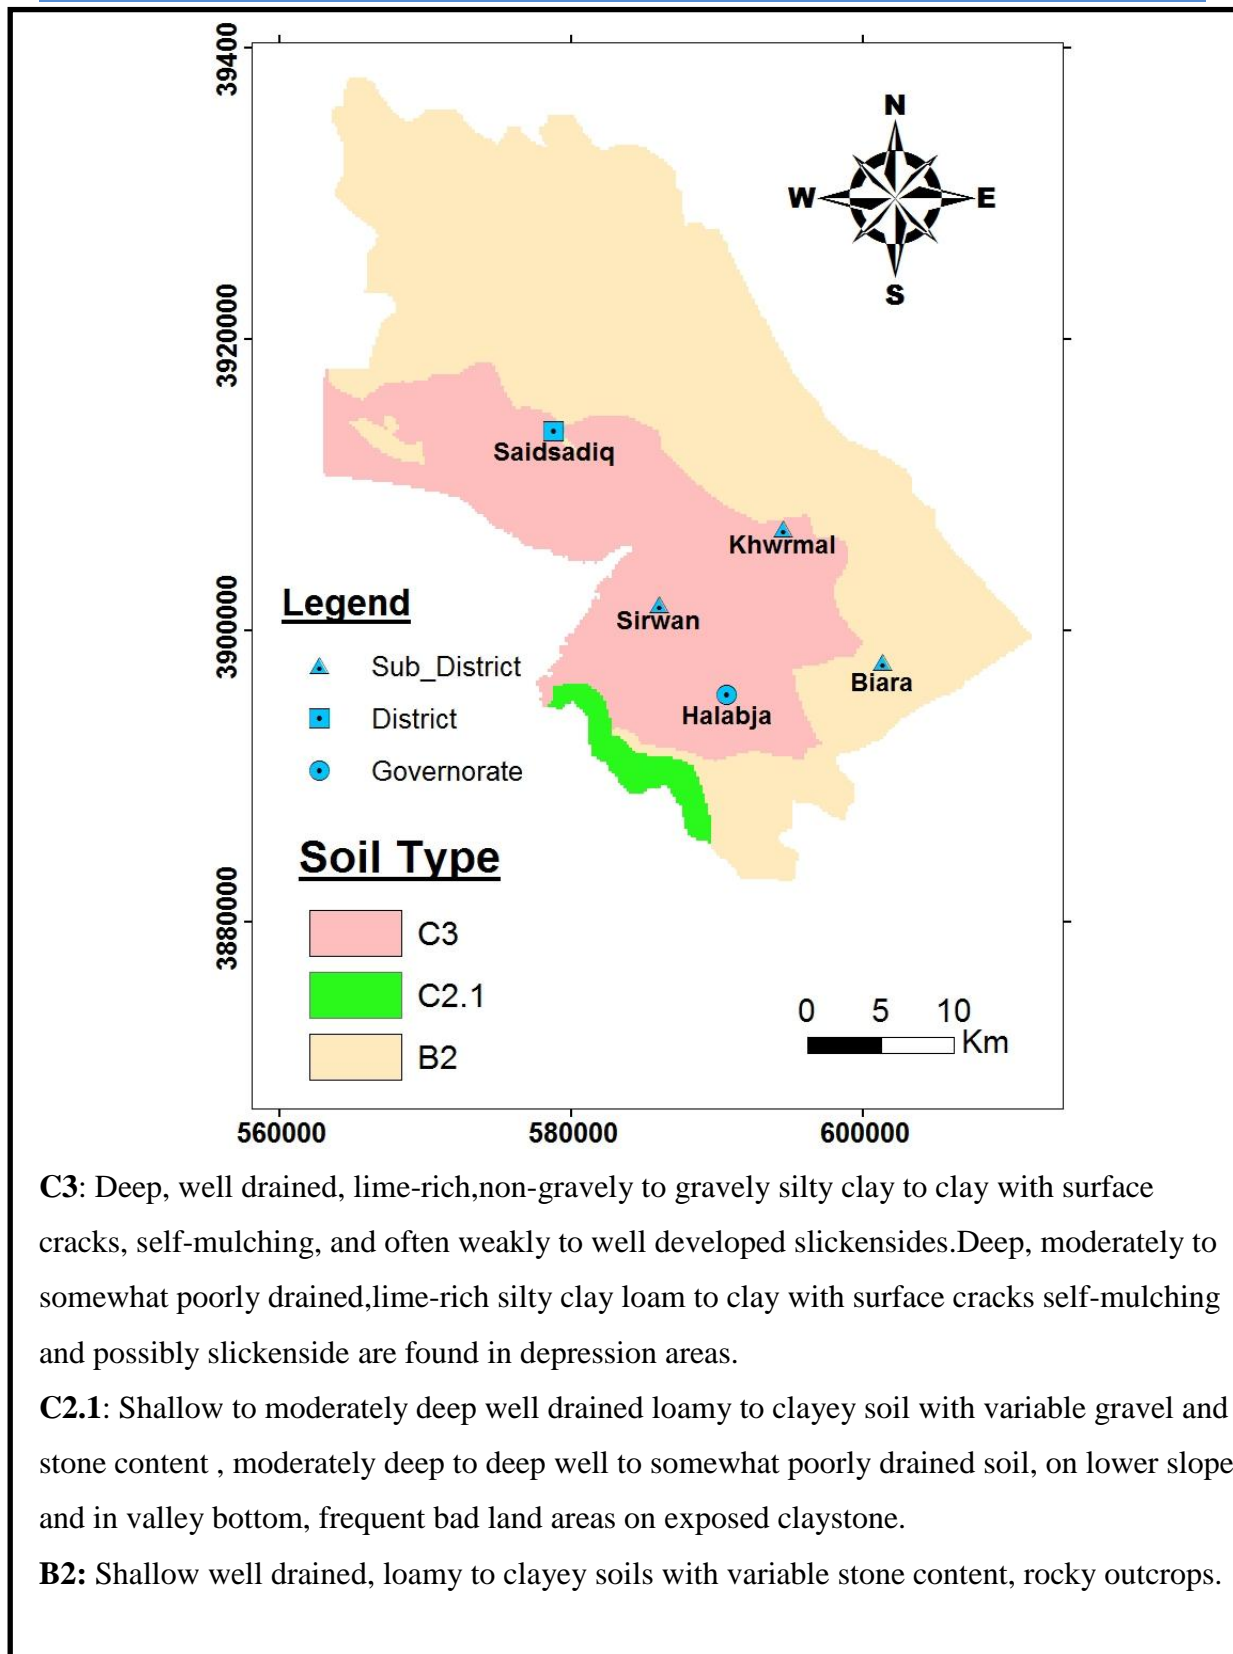 39400
3920000
3900000
3880000
560000
580000
600000
N
W
E
S
Saidsadiq
Khwrmal
Sirwan
Biara
Halabja
Legend
Sub_District
District
Governorate
Soil Type
C3
C2.1
B2
0 5 10
Km
C3: Deep, well drained, lime-rich,non-gravely to gravely silty clay to clay with surface
cracks, self-mulching, and often weakly to well developed slickensides.Deep, moderately to
somewhat poorly drained,lime-rich silty clay loam to clay with surface cracks self-mulching
and possibly slickenside are found in depression areas.
C2.1: Shallow to moderately deep well drained loamy to clayey soil with variable gravel and
stone content , moderately deep to deep well to somewhat poorly drained soil, on lower slope
and in valley bottom, frequent bad land areas on exposed claystone.
B2: Shallow well drained, loamy to clayey soils with variable stone content, rocky outcrops.